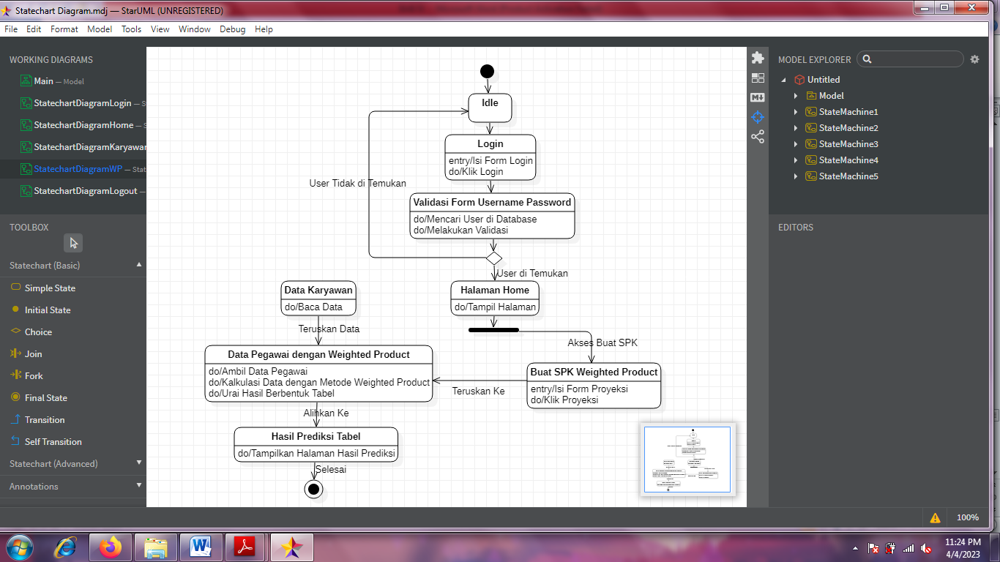 Statechart Diagram.mdj — StarUML (UNREGISTERED)
File Edit Format Model Tools View Window Debug Help
WORKING DIAGRAMS
Main — Model
StatechartDiagramLogin — S
StatechartDiagramHome — S
StatechartDiagramKaryawan
StatechartDiagramWP — Stat
StatechartDiagramLogout —
TOOLBOX
Statechart (Basic)
Simple State
Initial State
Choice
Join
Fork
Final State
Transition
Self Transition
Statechart (Advanced)
Annotations
Idle
Login
entry/Isi Form Login
do/Klik Login
User Tidak di Temukan
Validasi Form Username Password
do/Mencari User di Database
do/Melakukan Validasi
User di Temukan
Data Karyawan
do/Baca Data
Halaman Home
do/Tampil Halaman
Teruskan Data
Akses Buat SPK
Data Pegawai dengan Weighted Product
do/Ambil Data Pegawai
do/Kalkulasi Data dengan Metode Weighted Product
do/Urai Hasil Berbentuk Tabel
Buat SPK Weighted Product
entry/Isi Form Proyeksi
do/Klik Proyeksi
Teruskan Ke
Alihkan Ke
Hasil Prediksi Tabel
do/Tampilkan Halaman Hasil Prediksi
Selesai
MODEL EXPLORER
Untitled
Model
StateMachine1
StateMachine2
StateMachine3
StateMachine4
StateMachine5
EDITORS
100%
11:24 PM
4/4/2023